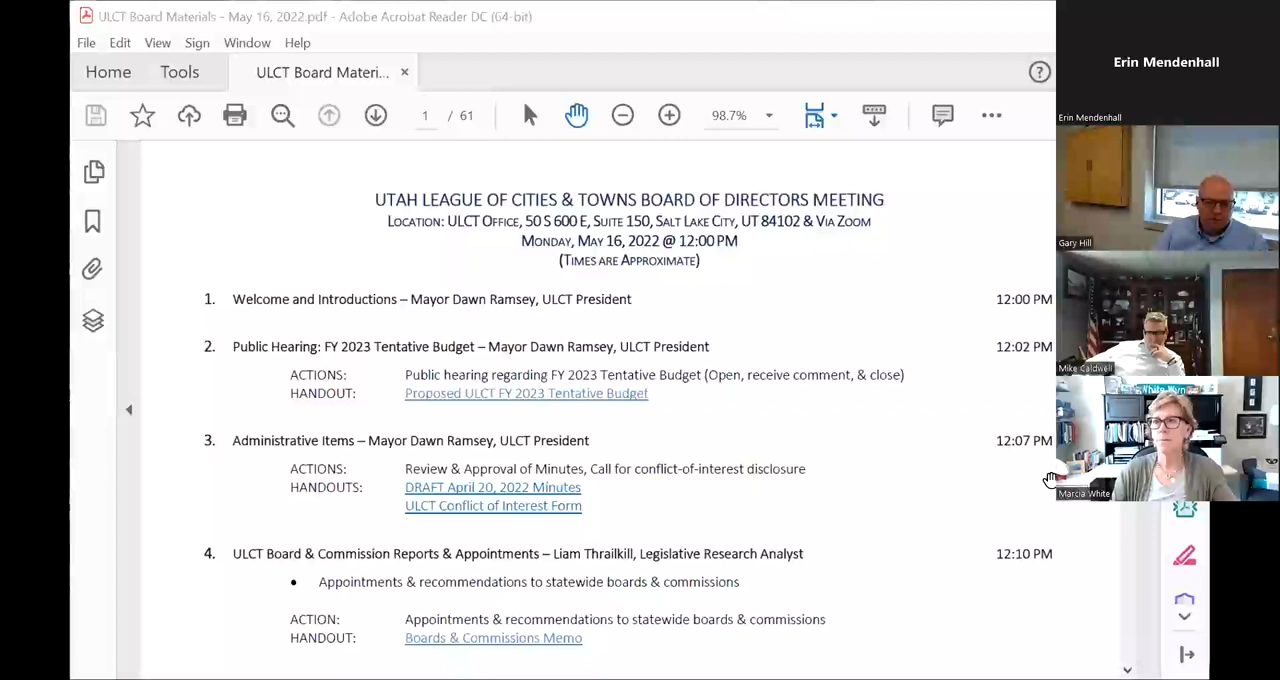 ULCT Board Materials - May 16, 2022.pdf - Adobe Acrobat Reader DC (64-bit)
File Edit View Sign Window Help
Home Tools ULCT Board Materi... ×
1 / 61 98.7%
UTAH LEAGUE OF CITIES & TOWNS BOARD OF DIRECTORS MEETING
LOCATION: ULCT OFFICE, 50 S 600 E, SUITE 150, SALT LAKE CITY, UT 84102 & VIA ZOOM
MONDAY, MAY 16, 2022 @ 12:00 PM
(TIMES ARE APPROXIMATE)
1. Welcome and Introductions – Mayor Dawn Ramsey, ULCT President 12:00 PM
2. Public Hearing: FY 2023 Tentative Budget – Mayor Dawn Ramsey, ULCT President 12:02 PM
ACTIONS: Public hearing regarding FY 2023 Tentative Budget (Open, receive comment, & close)
HANDOUT: Proposed ULCT FY 2023 Tentative Budget
3. Administrative Items – Mayor Dawn Ramsey, ULCT President 12:07 PM
ACTIONS: Review & Approval of Minutes, Call for conflict-of-interest disclosure
HANDOUTS: DRAFT April 20, 2022 Minutes
ULCT Conflict of Interest Form
4. ULCT Board & Commission Reports & Appointments – Liam Thrailkill, Legislative Research Analyst 12:10 PM
• Appointments & recommendations to statewide boards & commissions
ACTION: Appointments & recommendations to statewide boards & commissions
HANDOUT: Boards & Commissions Memo
Erin Mendenhall
Erin Mendenhall
Gary Hill
Mike Caldwell
White
Marcia White